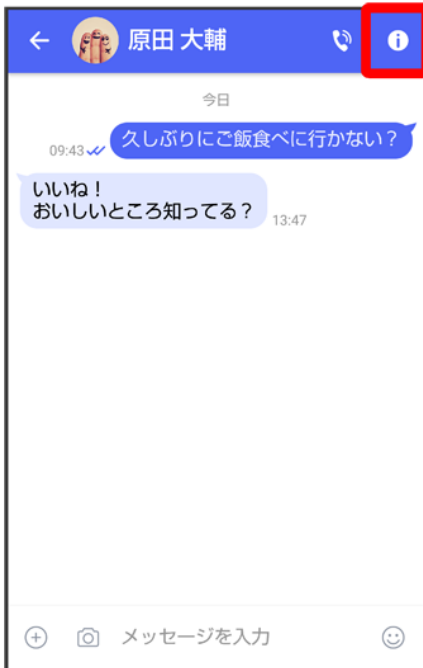 原田 大輔
今日
久しぶりにご飯食べに行かない？
09:43
いいね！
おいしいところ知ってる？
13:47
メッセージを入力